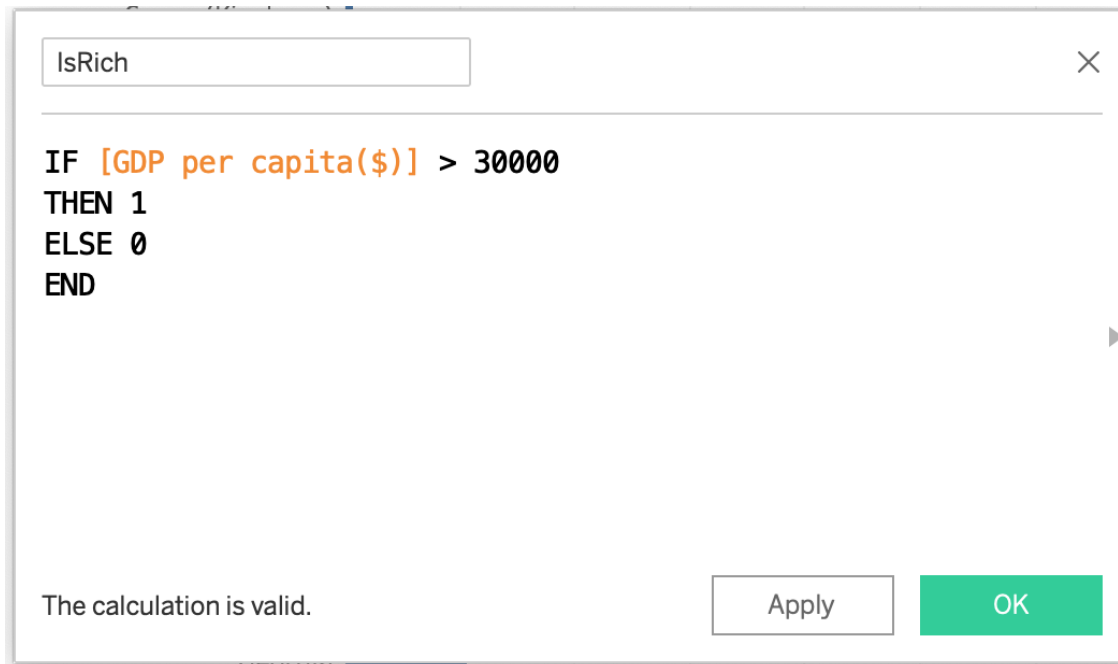 IsRich
IF [GDP per capita($)] > 30000
THEN 1
ELSE 0
END
The calculation is valid.
Apply
OK